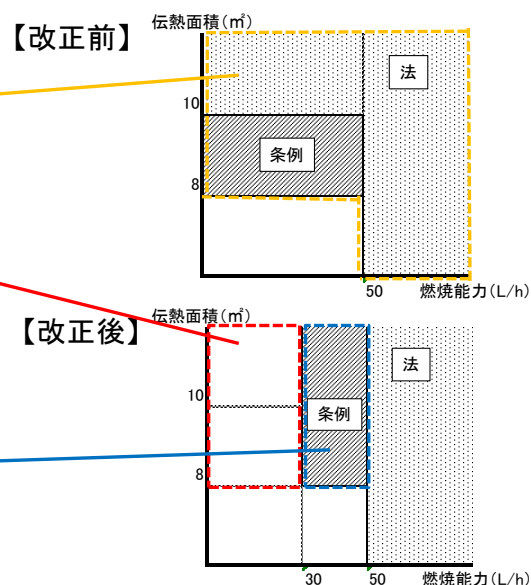 【改正前】
伝熱面積(㎡)
法
10
条例
8
50
燃焼能力(L/h)
【改正後】
伝熱面積(㎡)
法
10
条例
8
30
50
燃焼能力(L/h)